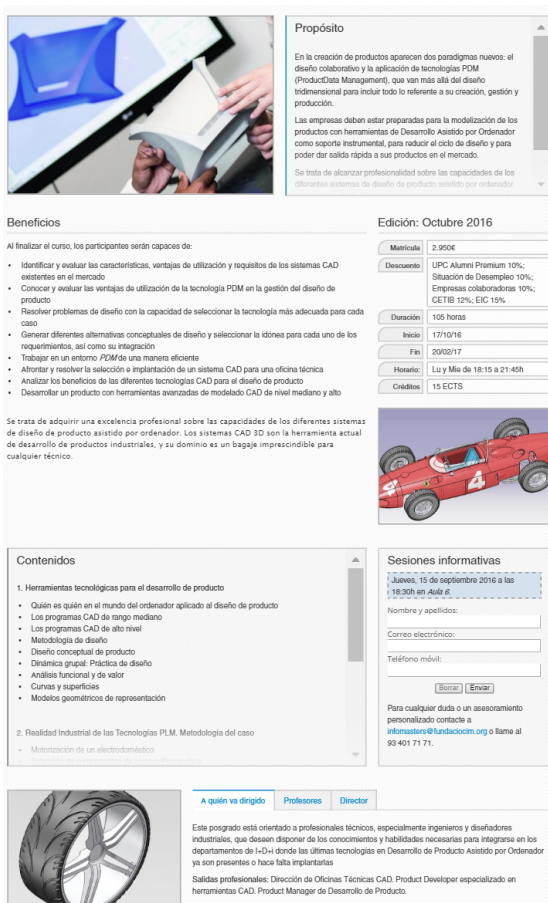 Propósito
En la creación de productos aparecen dos paradigmas nuevos: el
diseño colaborativo y la aplicación de tecnologías PDM
(ProductData Management), que van más allá del diseño
tridimensional para incluir todo lo referente a su creación, gestión y
producción.
Las empresas deben estar preparadas para la modelización de los
productos con herramientas de Desarrollo Asistido por Ordenador
como soporte instrumental, para reducir el ciclo de diseño y para
poder dar salida rápida a sus productos en el mercado.
Se trata de alcanzar profesionalidad sobre las capacidades de los
diferentes sistemas de diseño de producto asistido por ordenador.
Beneficios
Al finalizar el curso, los participantes serán capaces de:
• Identificar y evaluar las características, ventajas de utilización y requisitos de los sistemas CAD
existentes en el mercado
• Conocer y evaluar las ventajas de utilización de la tecnología PDM en la gestión del diseño de
producto
• Resolver problemas de diseño con la capacidad de seleccionar la tecnología más adecuada para cada
caso
• Generar diferentes alternativas conceptuales de diseño y seleccionar la idónea para cada uno de los
requerimientos, así como su integración
• Trabajar en un entorno PDM de una manera eficiente
• Afrontar y resolver la selección e implantación de un sistema CAD para una oficina técnica
• Analizar los beneficios de las diferentes tecnologías CAD para el diseño de producto
• Desarrollar un producto con herramientas avanzadas de modelado CAD de nivel mediano y alto
Se trata de adquirir una excelencia profesional sobre las capacidades de los diferentes sistemas
de diseño de producto asistido por ordenador. Los sistemas CAD 3D son la herramienta actual
de desarrollo de productos industriales, y su dominio es un bagaje imprescindible para
cualquier técnico.
Edición: Octubre 2016
Matrícula 2.950€
Descuento UPC Alumni Premium 10%;
Situación de Desempleo 10%;
Empresas colaboradoras 10%;
CETIB 12%; EIC 15%
Duración 105 horas
Inicio 17/10/16
Fin 20/02/17
Horario: Lu y Mie de 18:15 a 21:45h
Créditos 15 ECTS
4
Contenidos
1. Herramientas tecnológicas para el desarrollo de producto
• Quién es quién en el mundo del ordenador aplicado al diseño de producto
• Los programas CAD de rango mediano
• Los programas CAD de alto nivel
• Metodología de diseño
• Diseño conceptual de producto
• Dinámica grupal: Práctica de diseño
• Análisis funcional y de valor
• Curvas y superficies
• Modelos geométricos de representación
2. Realidad Industrial de las Tecnologías PLM. Metodología del caso
• Motorización de un electrodoméstico
Sesiones informativas
Jueves, 15 de septiembre 2016 a las
18:30h en Aula 6.
Nombre y apellidos:
Correo electrónico:
Teléfono móvil:
Borrar Enviar
Para cualquier duda o un asesoramiento
personalizado contacte a
infomasters@fundaciocim.org o llame al
93 401 71 71.
A quién va dirigido Profesores Director
Este posgrado está orientado a profesionales técnicos, especialmente ingenieros y diseñadores
industriales, que deseen disponer de los conocimientos y habilidades necesarias para integrarse en los
departamentos de I+D+i donde las últimas tecnologías en Desarrollo de Producto Asistido por Ordenador
ya son presentes o hace falta implantarlas
Salidas profesionales: Dirección de Oficinas Técnicas CAD. Product Developer especializado en
herramientas CAD. Product Manager de Desarrollo de Producto.